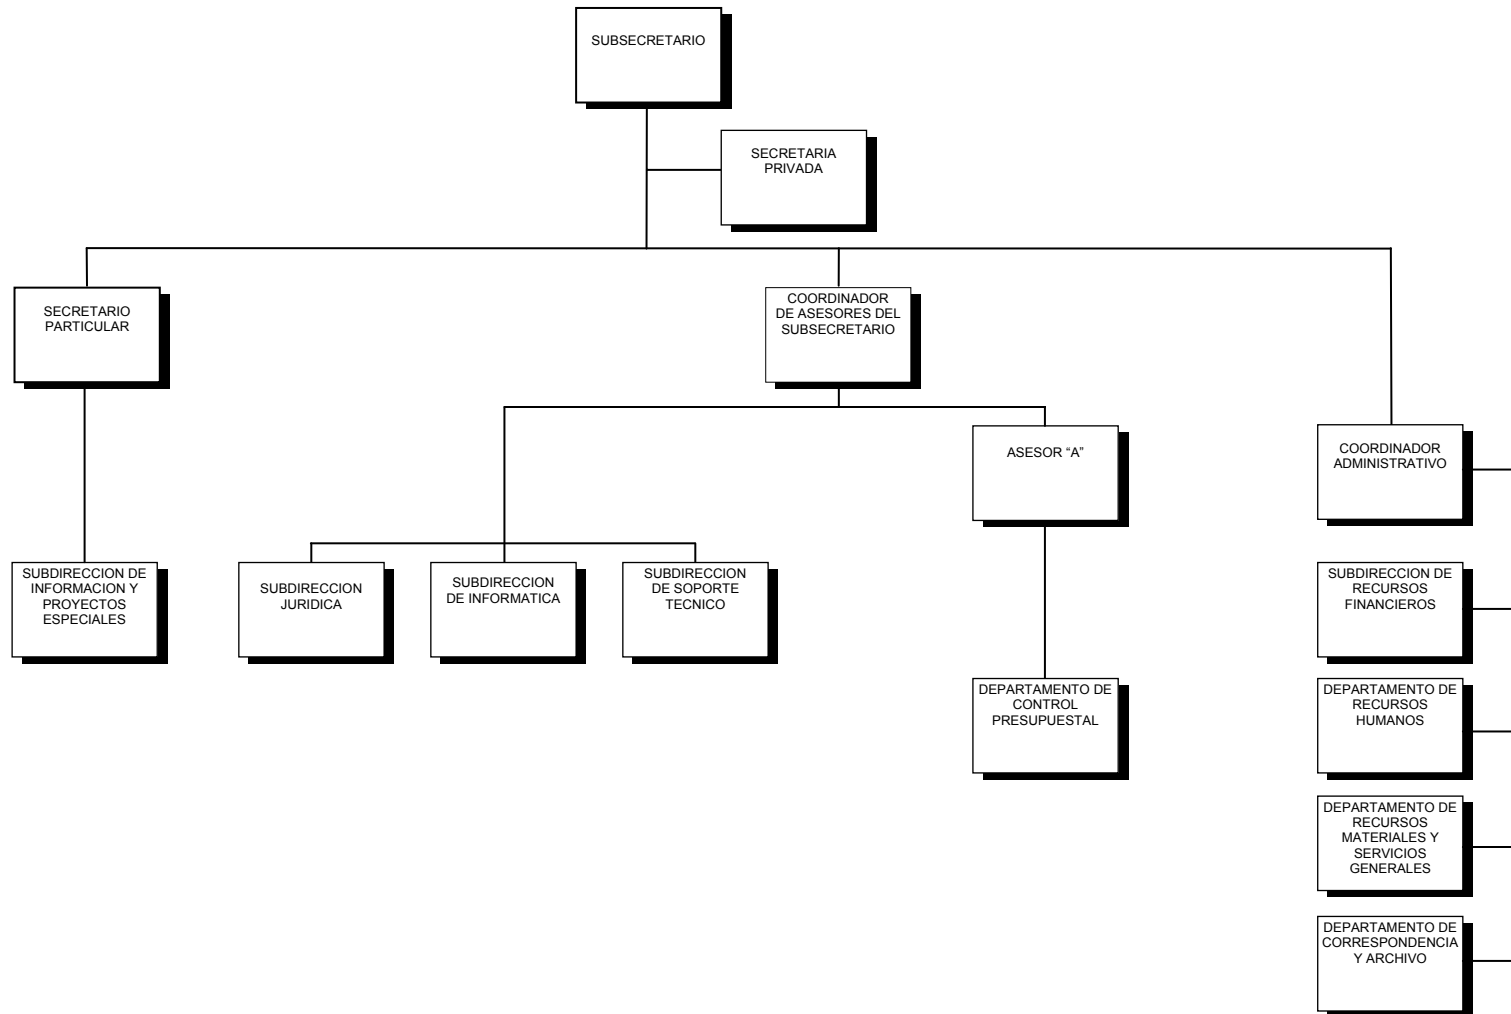 SUBSECRETARIO
SECRETARIA
PRIVADA
SECRETARIO
PARTICULAR
COORDINADOR
DE ASESORES DEL
SUBSECRETARIO
ASESOR “A”
COORDINADOR
ADMINISTRATIVO
SUBDIRECCION DE
INFORMACION Y
PROYECTOS
ESPECIALES
SUBDIRECCION
JURIDICA
SUBDIRECCION
DE INFORMATICA
SUBDIRECCION
DE SOPORTE
TECNICO
SUBDIRECCION DE
RECURSOS
FINANCIEROS
DEPARTAMENTO DE
CONTROL
PRESUPUESTAL
DEPARTAMENTO DE
RECURSOS
HUMANOS
DEPARTAMENTO DE
RECURSOS
MATERIALES Y
SERVICIOS
GENERALES
DEPARTAMENTO DE
CORRESPONDENCIA
Y ARCHIVO